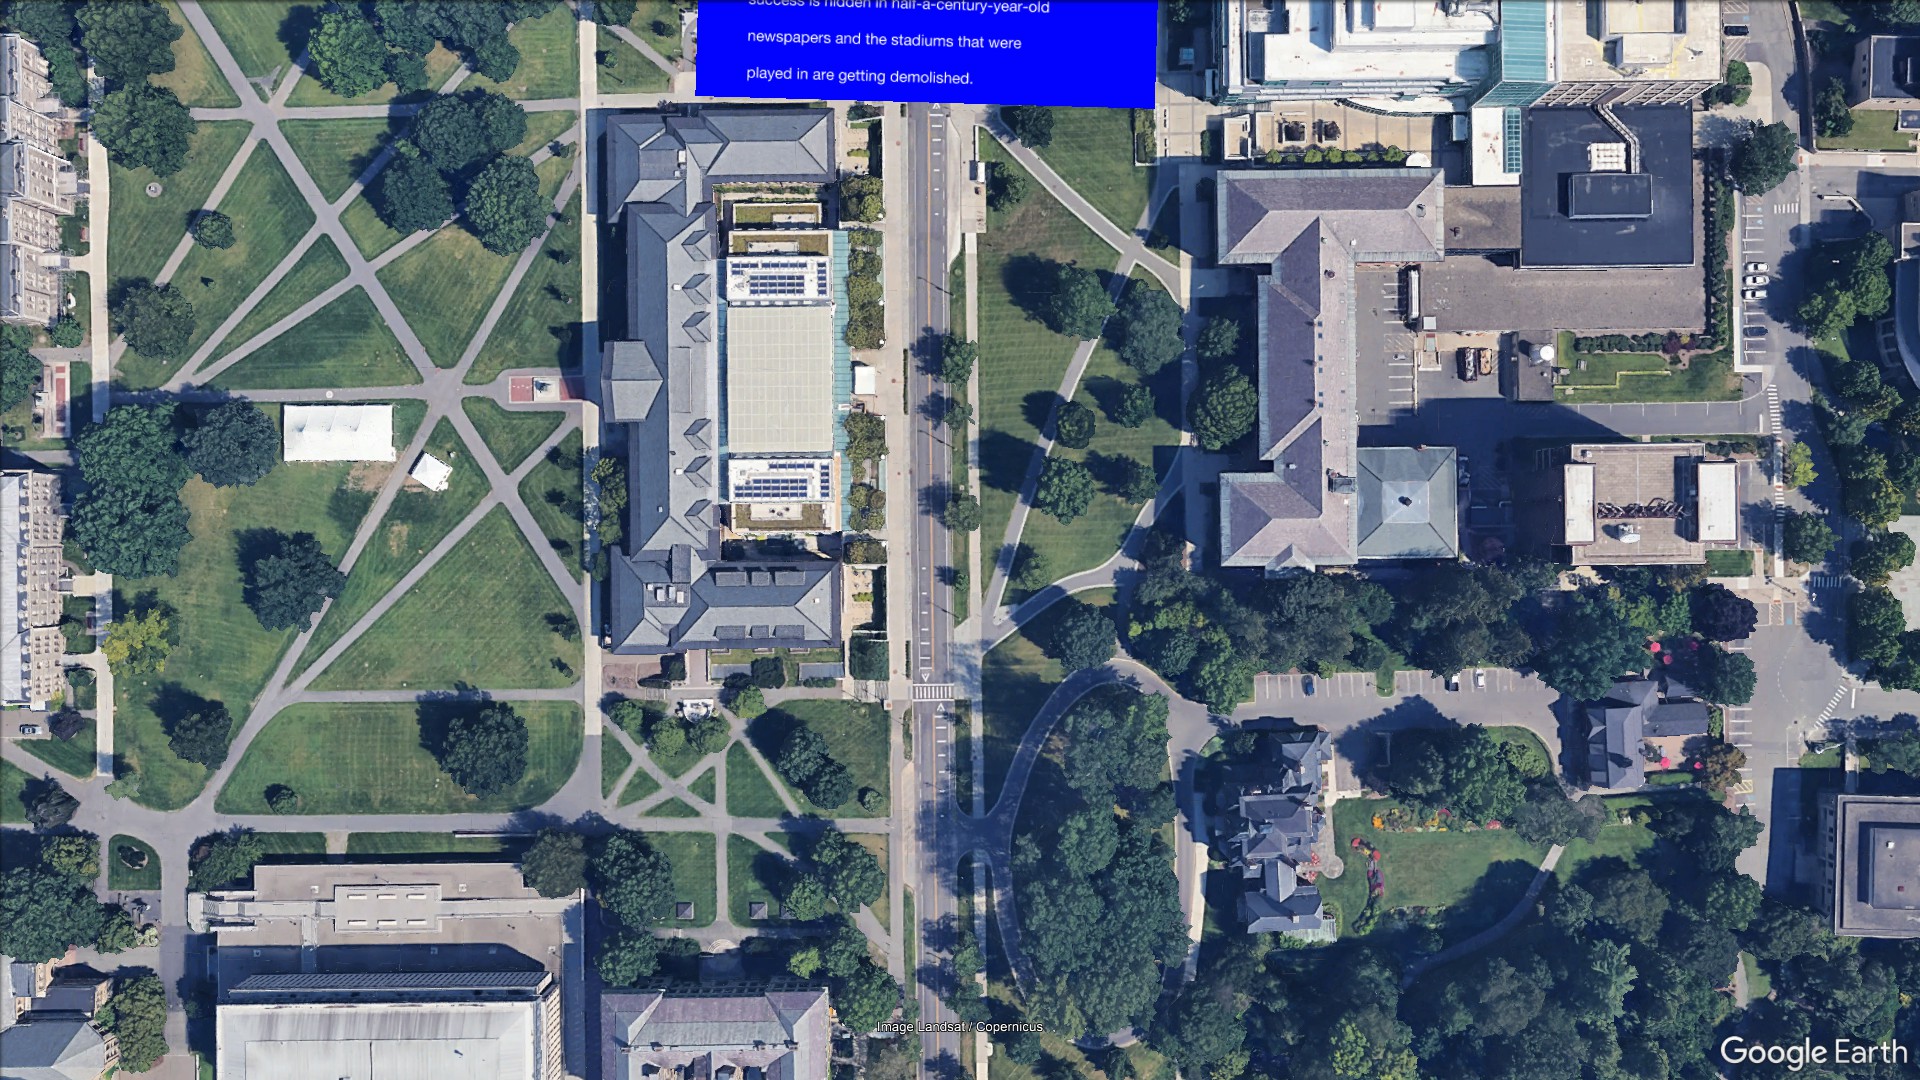 success is hidden in half-a-century-year-old
newspapers and the stadiums that were
played in are getting demolished.
Image Landsat / Copernicus
Google Earth